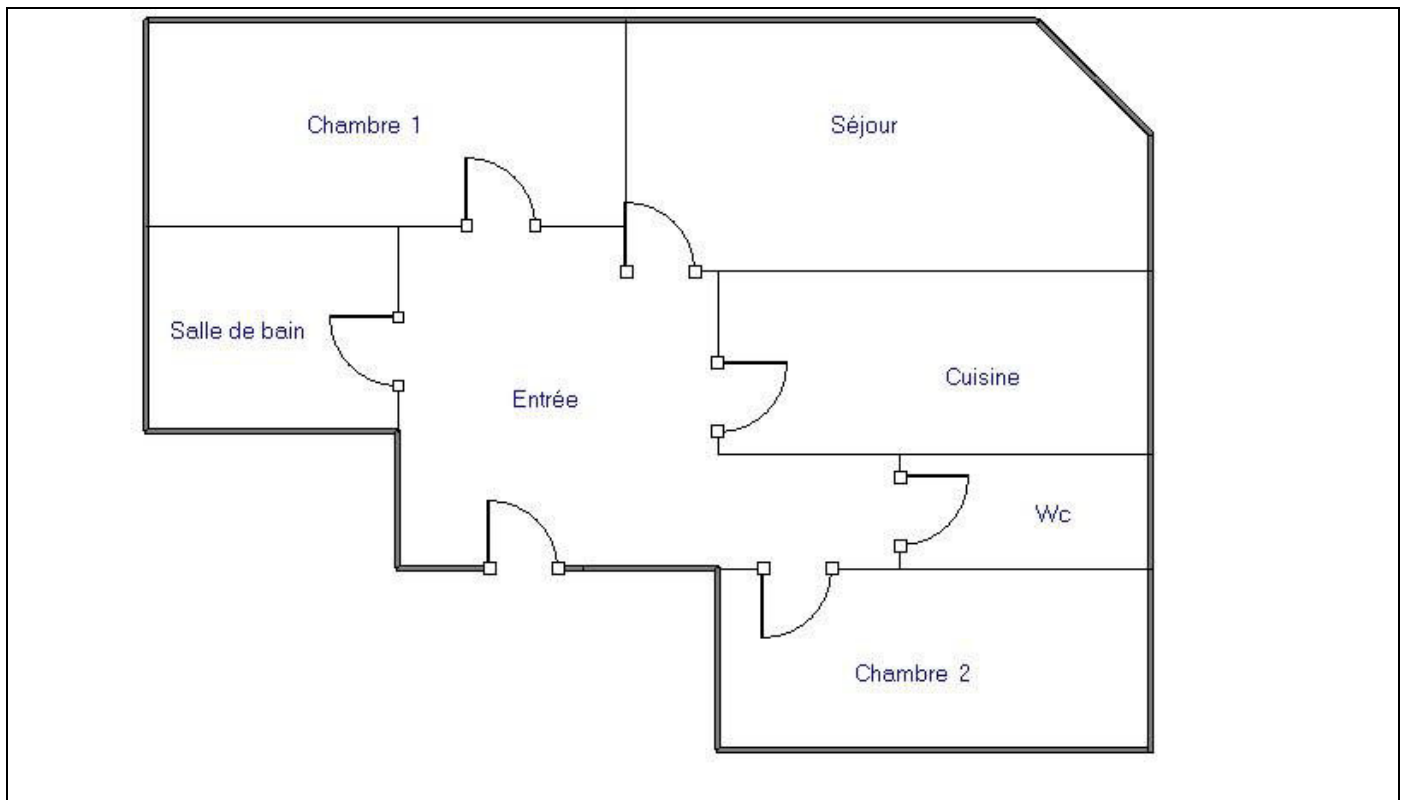 Chambre 1
Séjour
Salle de bain
Cuisine
Entrée
Wc
Chambre 2